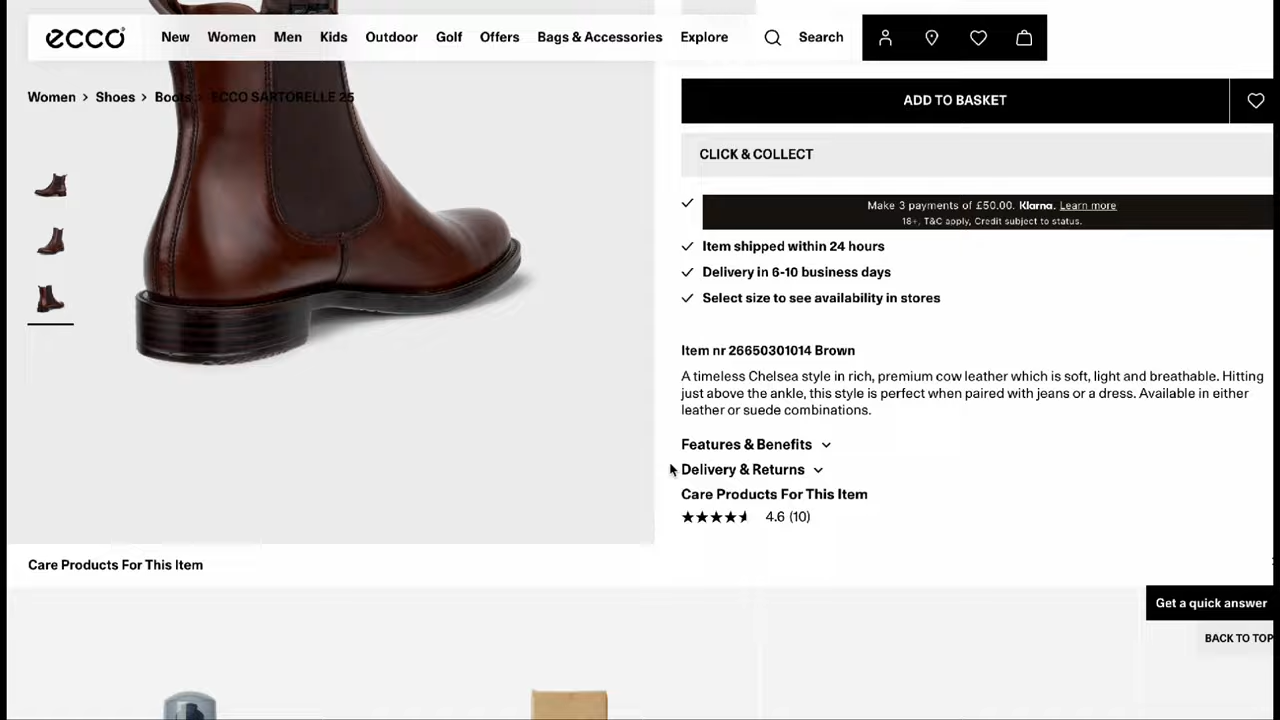 ecco
New Women Men Kids Outdoor Golf Offers Bags & Accessories Explore Search
Women > Shoes > Boots > ECCO SARTORELLE 25
ADD TO BASKET
CLICK & COLLECT
Make 3 payments of £50.00. Klarna. Learn more
18+, T&C apply, Credit subject to status.
Item shipped within 24 hours
Delivery in 6-10 business days
Select size to see availability in stores
Item nr 26650301014 Brown
A timeless Chelsea style in rich, premium cow leather which is soft, light and breathable. Hitting
just above the ankle, this style is perfect when paired with jeans or a dress. Available in either
leather or suede combinations.
Features & Benefits
Delivery & Returns
Care Products For This Item
4.6 (10)
Care Products For This Item
Get a quick answer
BACK TO TOP